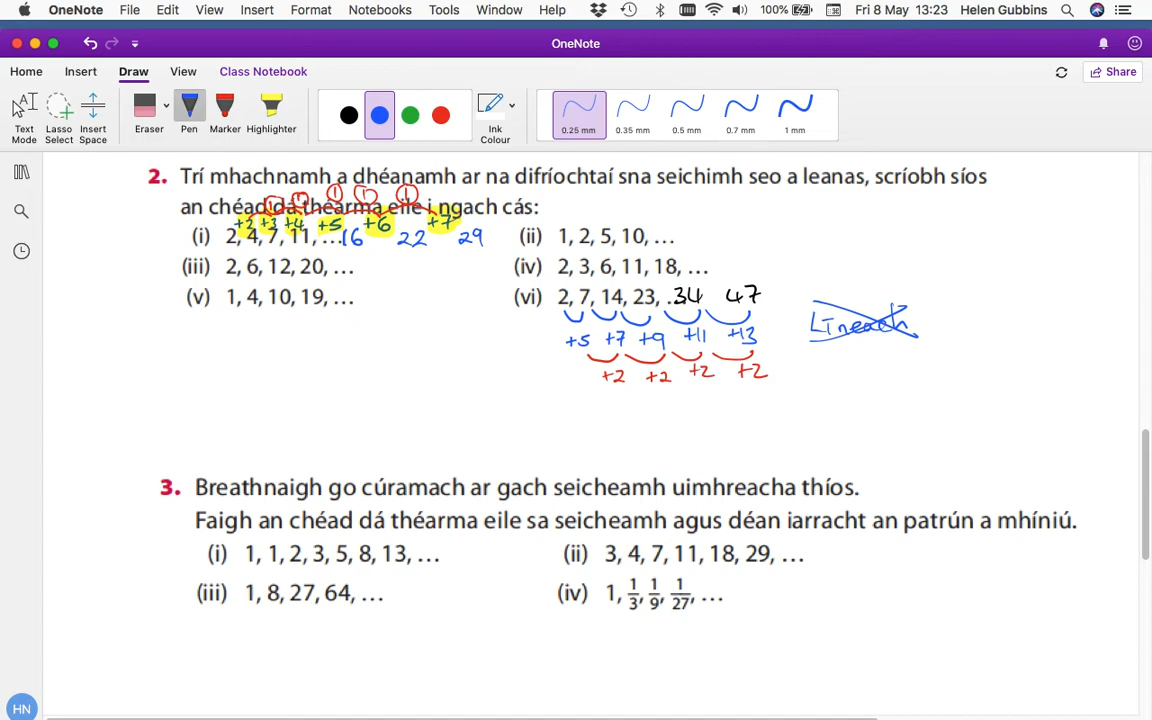 OneNote File Edit View Insert Format Notebooks Tools Window Help 100% Fri 8 May 13:23 Helen Gubbins
OneNote
Home Insert Draw View Class Notebook Share
Text Mode Lasso Select Insert Space Eraser Pen Marker Highlighter Ink Colour 0.25 mm 0.35 mm 0.5 mm 0.7 mm 1 mm
2. Trí mhachnamh a dhéanamh ar na difríochtaí sna seichimh seo a leanas, scríobh síos
1 1 1 1 1
an chéad dá théarma eile i ngach cás:
+2 +3 +4 +5 +6 +7
(i) 2, 4, 7, 11, … 16 22 29 (ii) 1, 2, 5, 10, …
(iii) 2, 6, 12, 20, … (iv) 2, 3, 6, 11, 18, …
(v) 1, 4, 10, 19, … (vi) 2, 7, 14, 23, … 34 47
Líneach
+5 +7 +9 +11 +13
+2 +2 +2 +2
3. Breathnaigh go cúramach ar gach seicheamh uimhreacha thíos.
Faigh an chéad dá théarma eile sa seicheamh agus déan iarracht an patrún a mhíniú.
(i) 1, 1, 2, 3, 5, 8, 13, … (ii) 3, 4, 7, 11, 18, 29, …
(iii) 1, 8, 27, 64, … (iv) 1, 1/3, 1/9, 1/27, …
HN